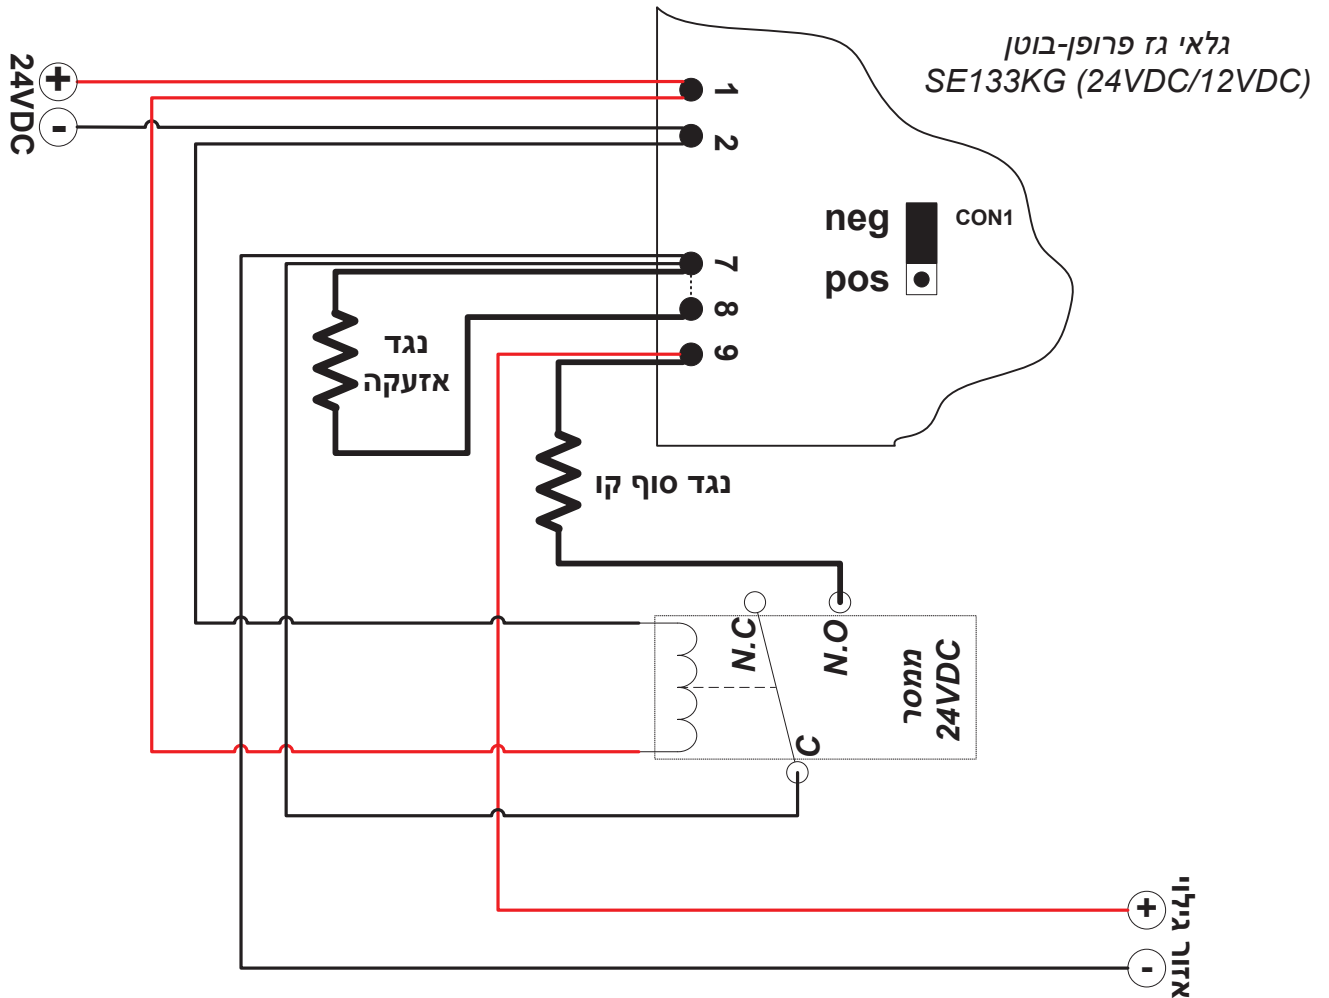 גלאי גז פרופן-בוטן
SE133KG (24VDC/12VDC)
24VDC
+
-
1
2
neg
CON1
pos
7
8
9
נגד
אזעקה
נגד סוף קו
N.C
N.O
C
ממסר
24VDC
אזור גילוי
+
-